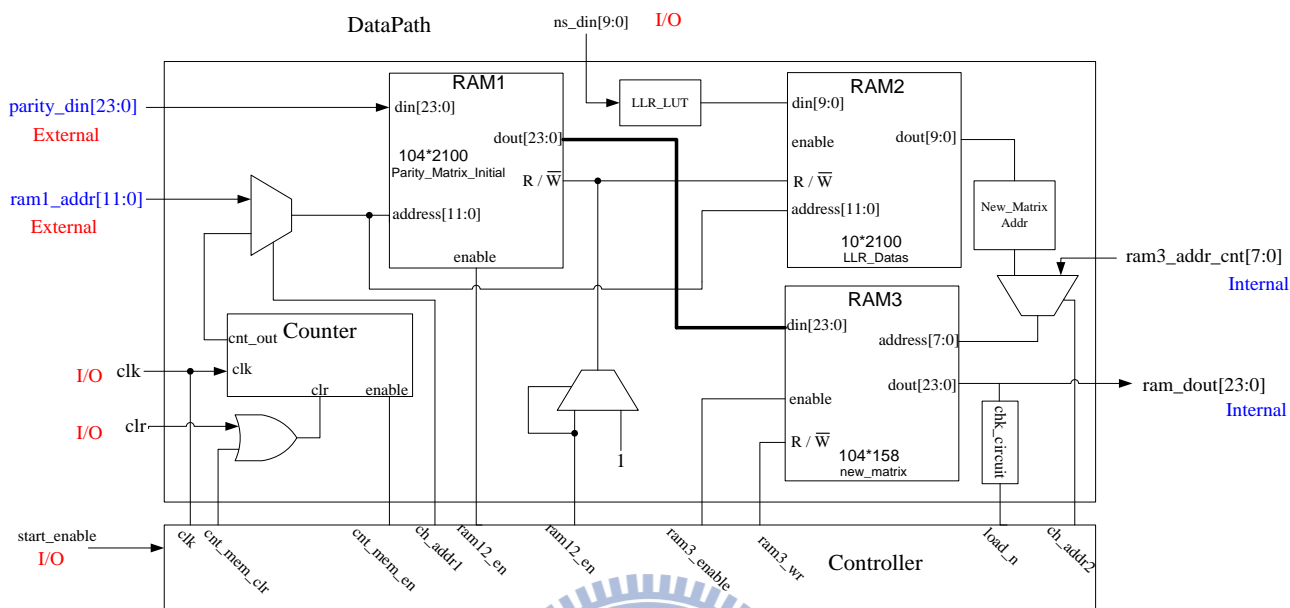 DataPath
ns_din[9:0] I/O
parity_din[23:0]
External
ram1_addr[11:0]
External
RAM1
din[23:0]
dout[23:0]
104*2100
Parity_Matrix_Initial
R / W
address[11:0]
enable
LLR_LUT
RAM2
din[9:0]
enable
dout[9:0]
R / W
address[11:0]
10*2100
LLR_Datas
New_Matrix
Addr
ram3_addr_cnt[7:0]
Internal
Counter
cnt_out
clk
clr
enable
I/O clk
I/O clr
1
RAM3
din[23:0]
address[7:0]
dout[23:0]
enable
R / W
104*158
new_matrix
ram_dout[23:0]
Internal
chk_circuit
start_enable
I/O
clk
cnt_mem_clr
cnt_mem_en
ch_addr1
ram12_en
ram12_en
ram3_enable
ram3_wr
load_n
ch_addr2
Controller